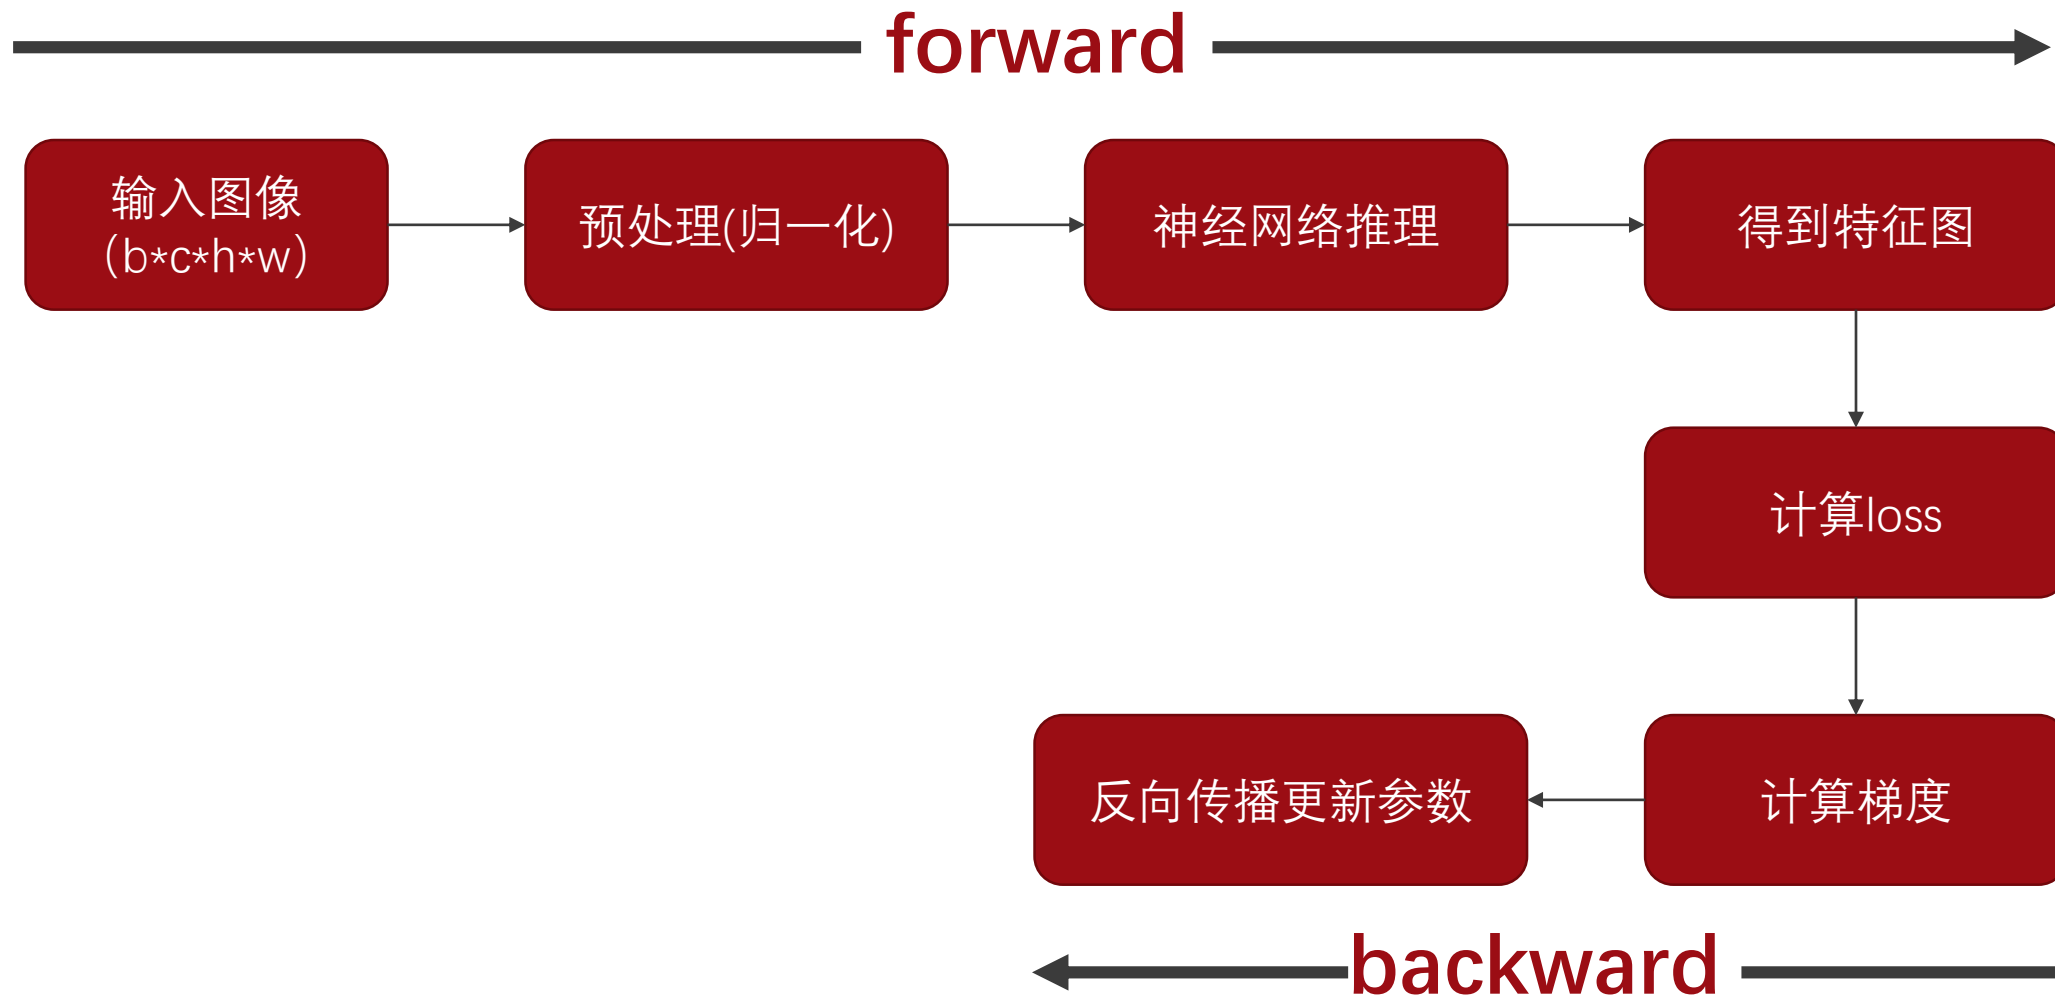 forward
输入图像
(b*c*h*w)
预处理(归一化)
神经网络推理
得到特征图
计算loss
计算梯度
反向传播更新参数
backward